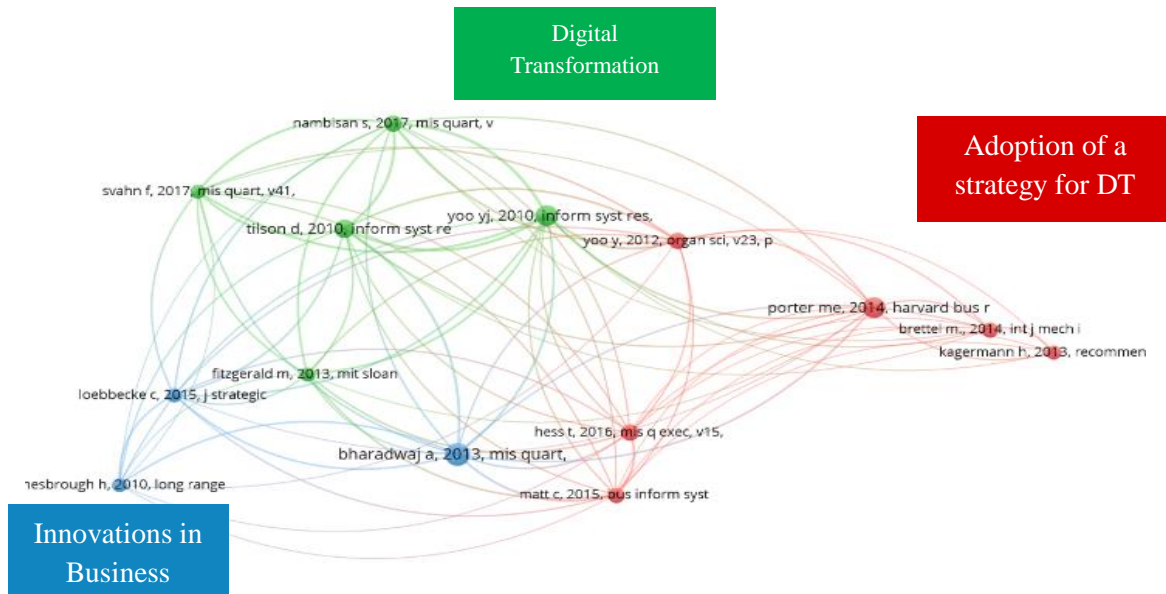 Digital
Transformation
nambisan s, 2017, mis quart, v
Adoption of a
strategy for DT
svahn f, 2017, mis quart, v41,
yoo yj, 2010, inform syst res,
tilson d, 2010, inform syst re
yoo y, 2012, organ sci, v23, p
porter me, 2014, harvard bus r
brettel m., 2014, int j mech i
kagermann h, 2013, recommen
fitzgerald m, 2013, mit sloan
loebbecke c, 2015, j strategic
hess t, 2016, mis q exec, v15,
bharadwaj a, 2013, mis quart,
nesbrough h, 2010, long range
matt c, 2015, bus inform syst
Innovations in
Business